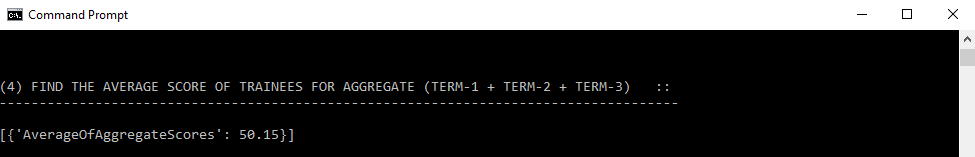 Command Prompt
(4) FIND THE AVERAGE SCORE OF TRAINEES FOR AGGREGATE (TERM-1 + TERM-2 + TERM-3)   ::
-------------------------------------------------------------------------------------
[{'AverageOfAggregateScores': 50.15}]